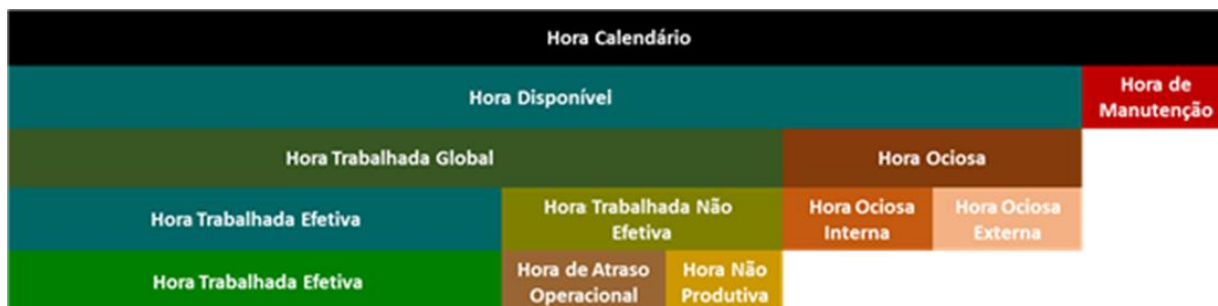 Hora Calendário
Hora Disponível
Hora de
Manutenção
Hora Trabalhada Global
Hora Ociosa
Hora Trabalhada Efetiva
Hora Trabalhada Não
Efetiva
Hora Ociosa
Interna
Hora Ociosa
Externa
Hora Trabalhada Efetiva
Hora de Atraso
Operacional
Hora Não
Produtiva